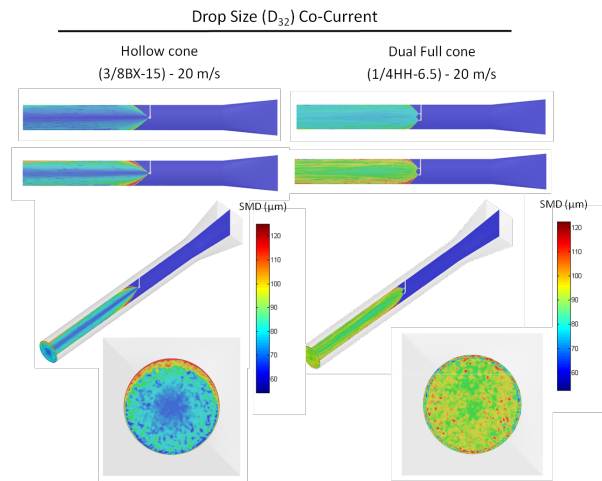 Drop Size (D32) Co-Current
Hollow cone
(3/8BX-15) - 20 m/s
Dual Full cone
(1/4HH-6.5) - 20 m/s
SMD (µm)
120
110
100
90
80
70
60
SMD (µm)
120
110
100
90
80
70
60